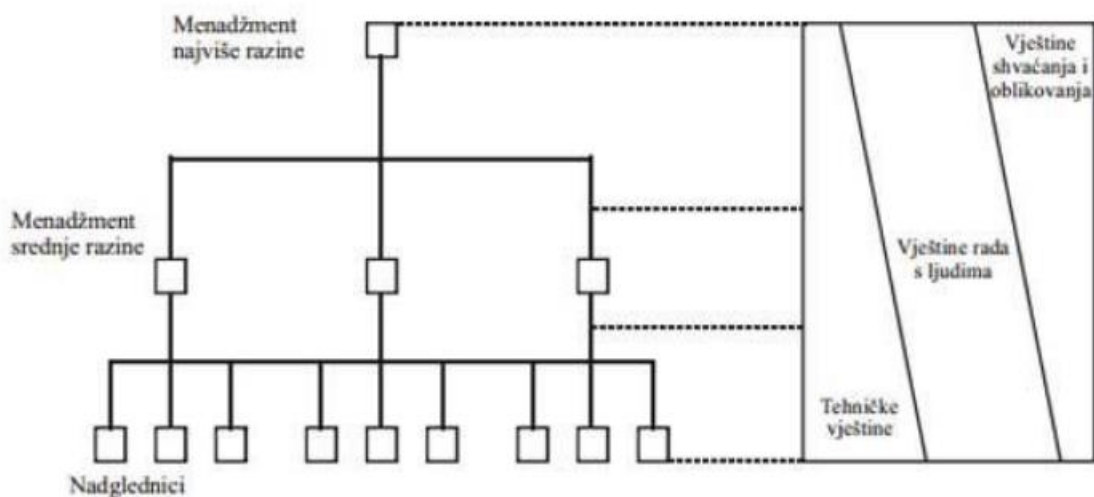 Menadžment
najviše razine
Vještine
shvaćanja i
oblikovanja
Menadžment
srednje razine
Vještine rada
s ljudima
Tehničke
vještine
Nadglednici